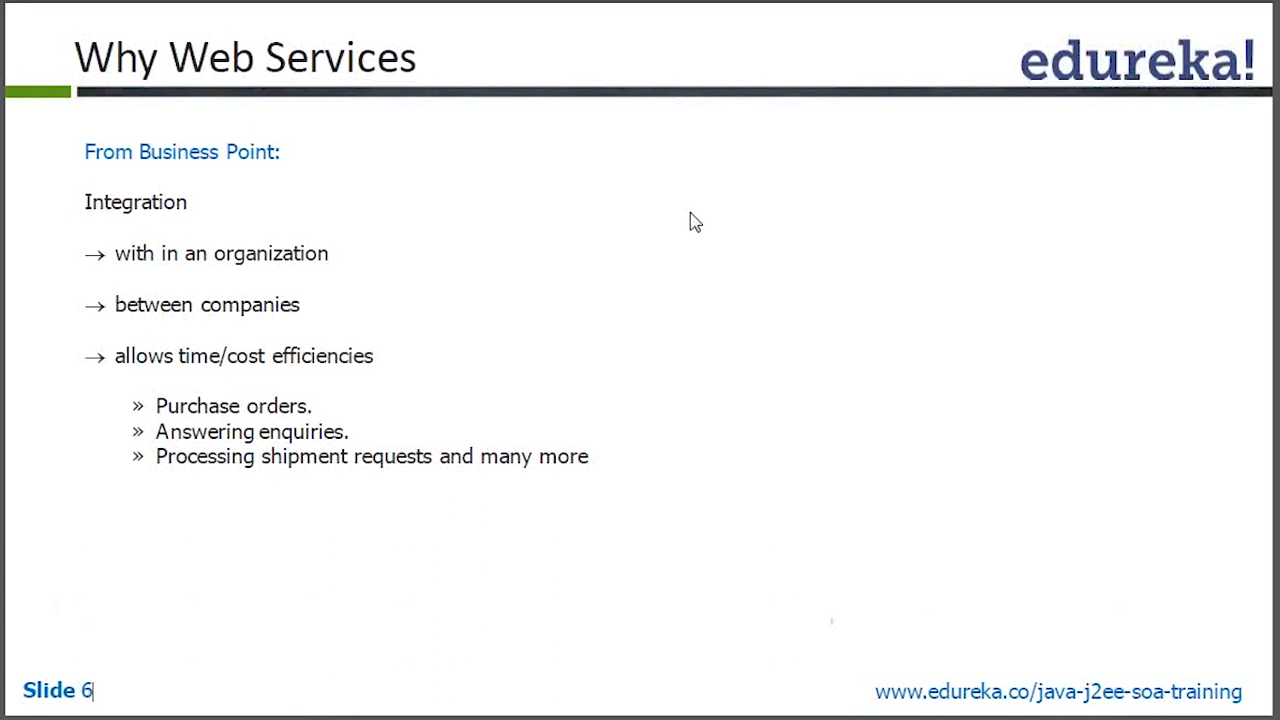 Why Web Services
edureka!
From Business Point:
Integration
→ with in an organization
→ between companies
→ allows time/cost efficiencies
» Purchase orders.
» Answering enquiries.
» Processing shipment requests and many more
Slide 6
www.edureka.co/java-j2ee-soa-training